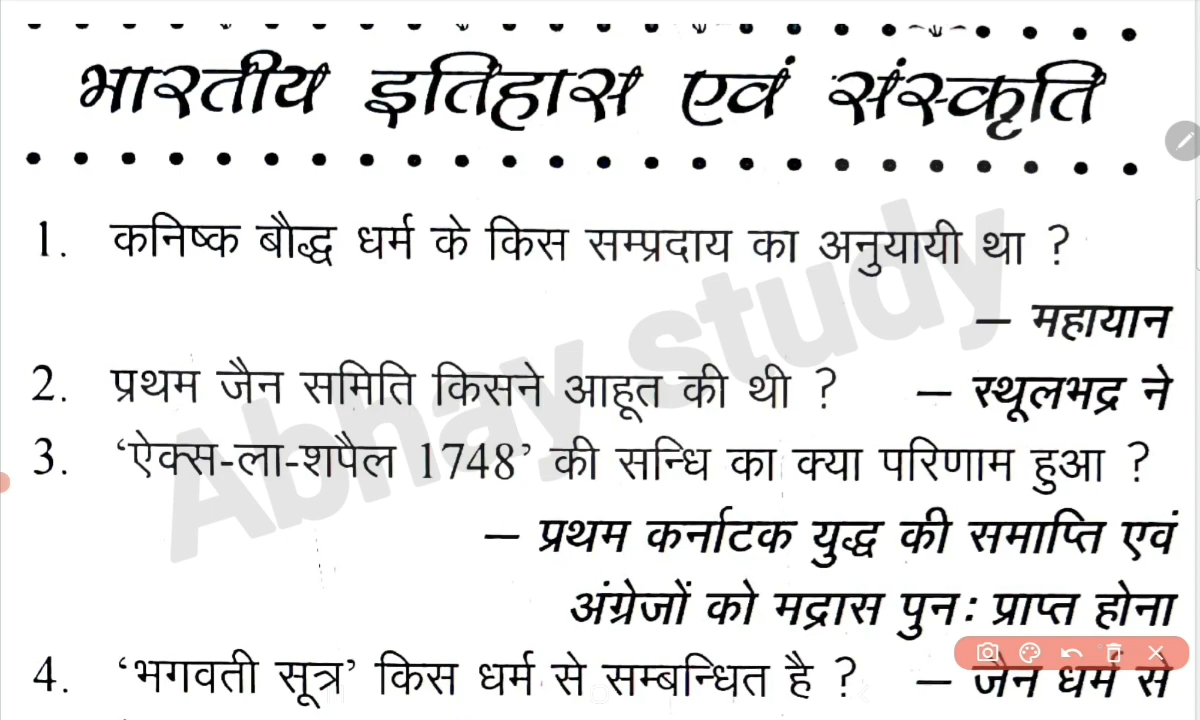 भारतीय इतिहास एवं संस्कृति
1. कनिष्क बौद्ध धर्म के किस सम्प्रदाय का अनुयायी था ?
– महायान
2. प्रथम जैन समिति किसने आहूत की थी ? – स्थूलभद्र ने
3. ‘ऐक्स-ला-शपैल 1748’ की सन्धि का क्या परिणाम हुआ ?
– प्रथम कर्नाटक युद्ध की समाप्ति एवं
अंग्रेजों को मद्रास पुनः प्राप्त होना
4. ‘भगवती सूत्र’ किस धर्म से सम्बन्धित है ? – जैन धर्म से
Abhay study